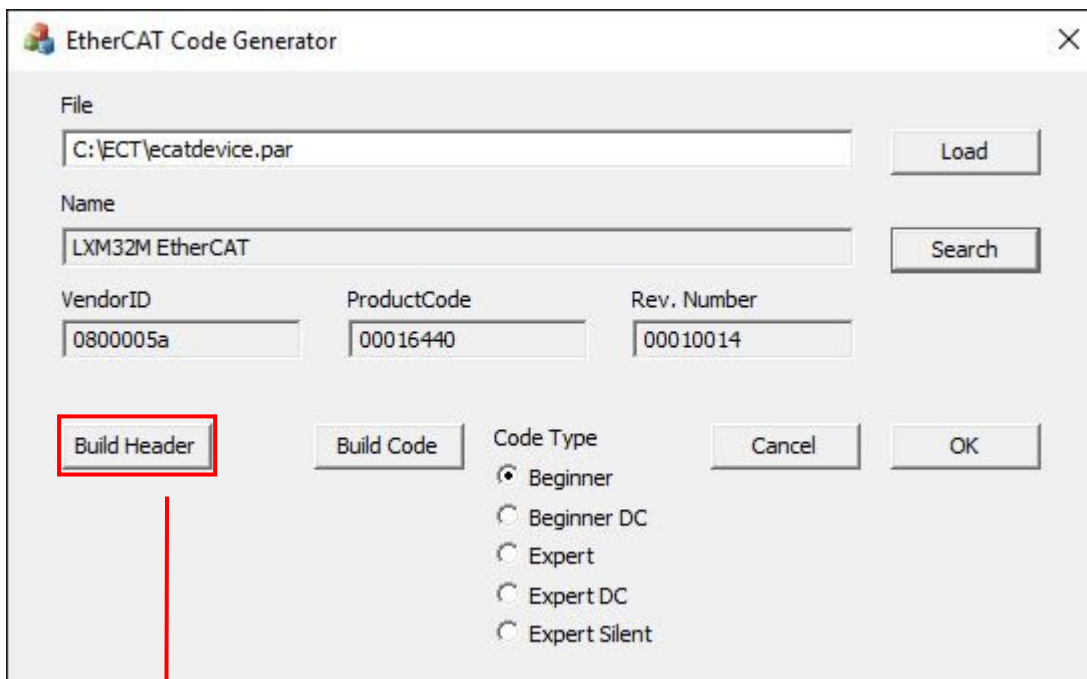 EtherCAT Code Generator
File
C:\ECT\ecatdevice.par
Load
Name
LXM32M EtherCAT
Search
VendorID ProductCode Rev. Number
0800005a 00016440 00010014
Build Header Build Code Code Type Cancel OK
Beginner
Beginner DC
Expert
Expert DC
Expert Silent